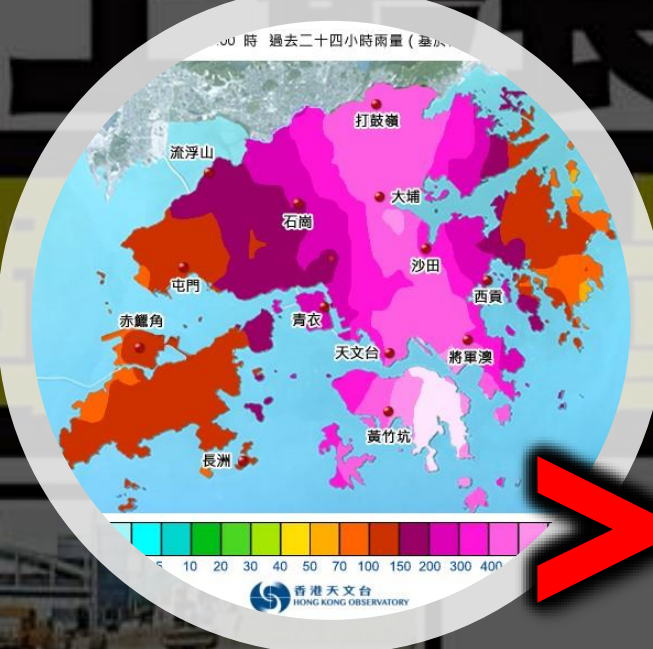 時 過去二十四小時雨量 (基於
打鼓嶺
流浮山
大埔
石崗
沙田
屯門
西貢
青衣
赤鱲角
天文台
將軍澳
黃竹坑
長洲
5 10 20 30 40 50 70 100 150 200 300 400
香港天文台
HONG KONG OBSERVATORY